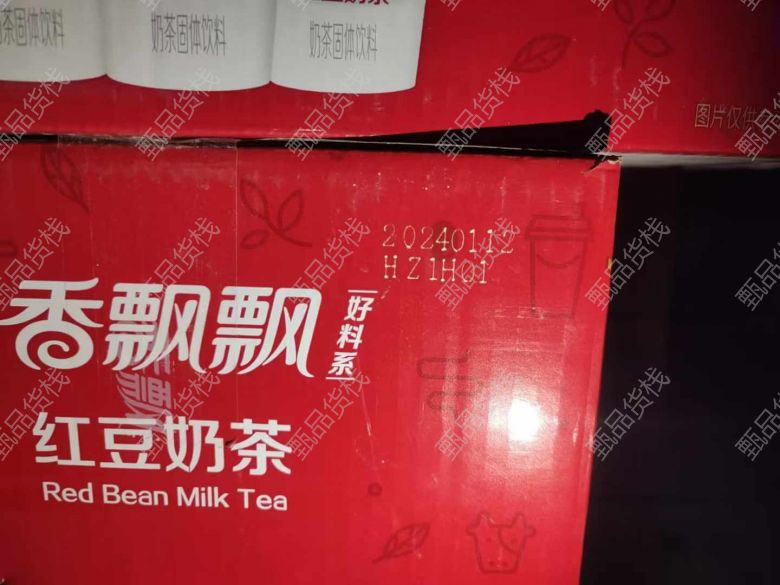 奶茶固体饮料
奶茶固体饮料
茶固体饮料
图片仅供
20240112
HZ1H01
香飘飘
好料系
红豆奶茶
Red Bean Milk Tea
甄品货栈